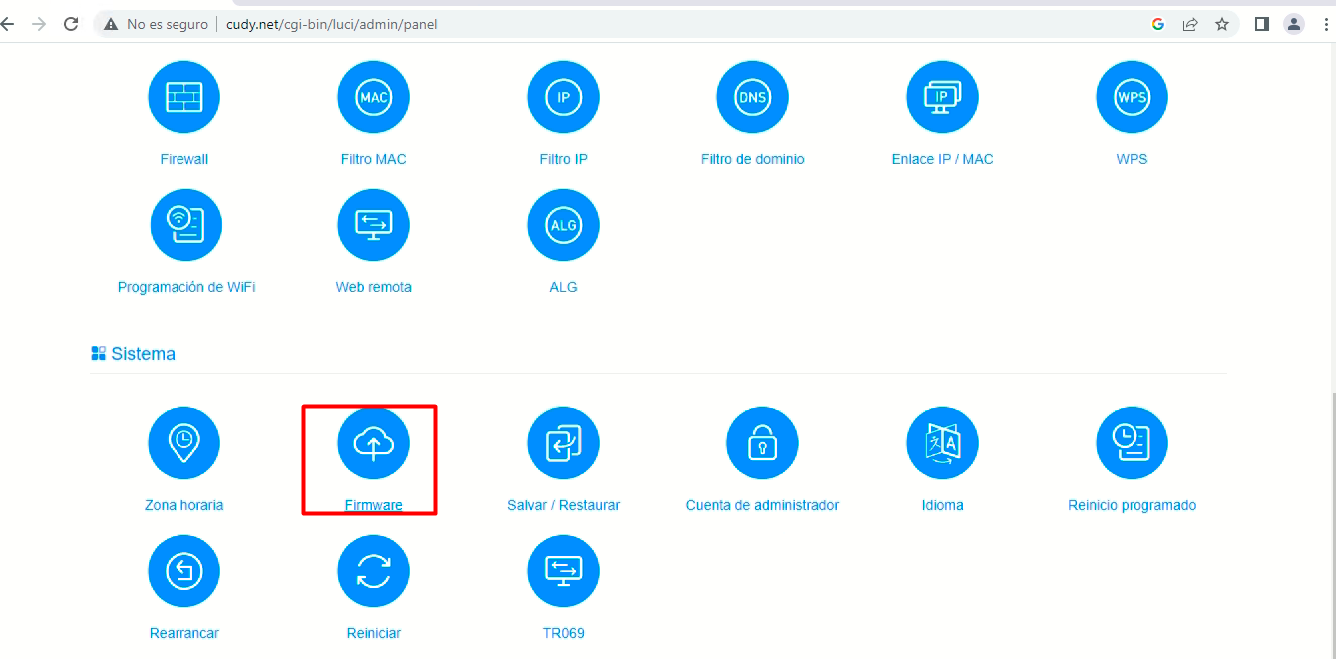 No es seguro
cudy.net/cgi-bin/luci/admin/panel
MAC
IP
DNS
IP
WPS
Firewall
Filtro MAC
Filtro IP
Filtro de dominio
Enlace IP / MAC
WPS
ALG
Programación de WiFi
Web remota
ALG
Sistema
文 A
Zona horaria
Firmware
Salvar / Restaurar
Cuenta de administrador
Idioma
Reinicio programado
Rearrancar
Reiniciar
TR069